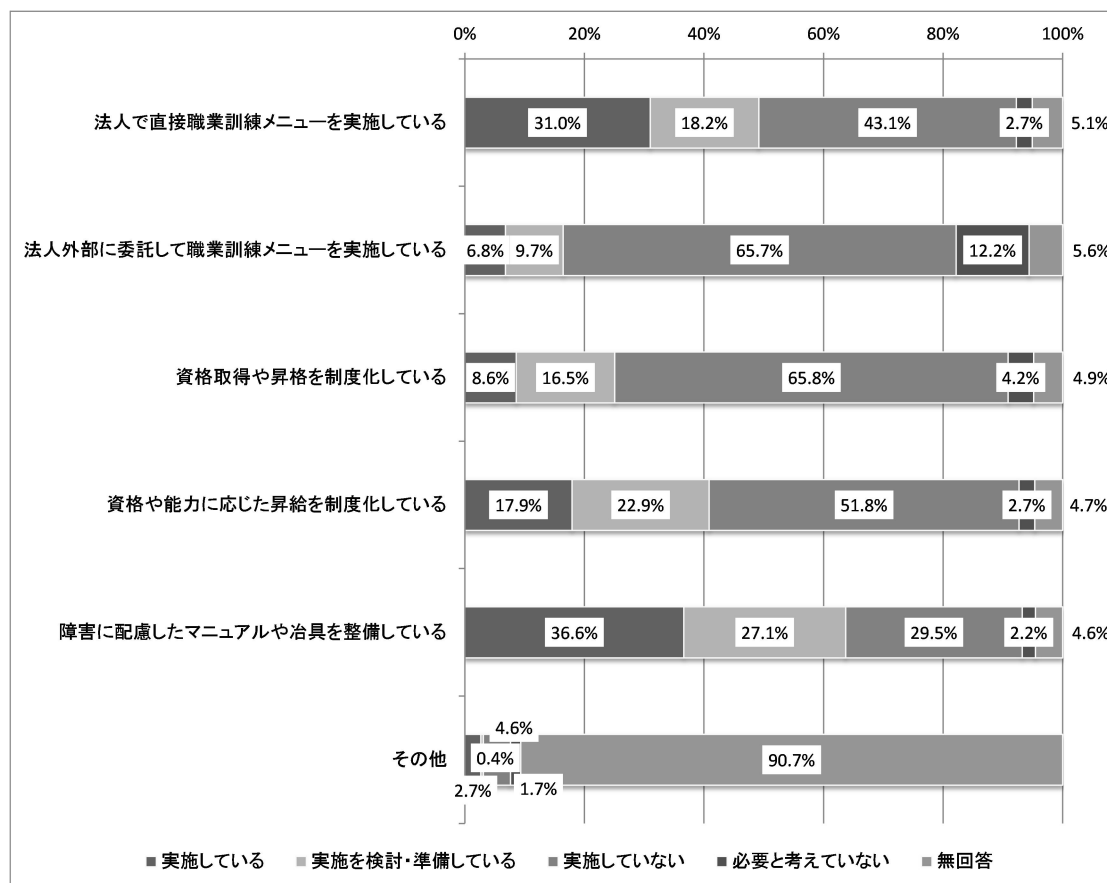 0% 20% 40% 60% 80% 100%
法人で直接職業訓練メニューを実施している 31.0% 18.2% 43.1% 2.7% 5.1%
法人外部に委託して職業訓練メニューを実施している 6.8% 9.7% 65.7% 12.2% 5.6%
資格取得や昇格を制度化している 8.6% 16.5% 65.8% 4.2% 4.9%
資格や能力に応じた昇給を制度化している 17.9% 22.9% 51.8% 2.7% 4.7%
障害に配慮したマニュアルや冶具を整備している 36.6% 27.1% 29.5% 2.2% 4.6%
4.6%
その他 0.4% 90.7%
2.7% 1.7%
実施している 実施を検討・準備している 実施していない 必要と考えていない 無回答